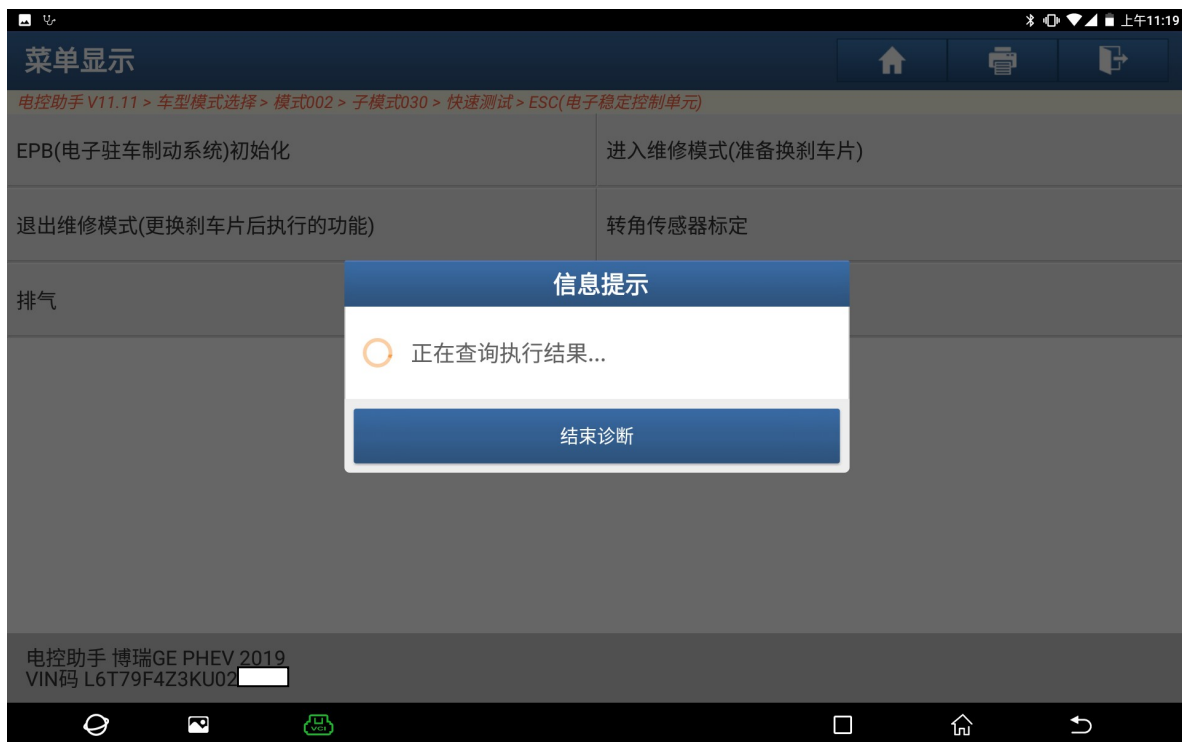 上午11:19
菜单显示
电控助手 V11.11 > 车型模式选择 > 模式002 > 子模式030 > 快速测试 > ESC(电子稳定控制单元)
EPB(电子驻车制动系统)初始化
进入维修模式(准备换刹车片)
退出维修模式(更换刹车片后执行的功能)
转角传感器标定
排气
信息提示
正在查询执行结果...
结束诊断
电控助手 博瑞GE PHEV 2019
VIN码 L6T79F4Z3KU02
VCI